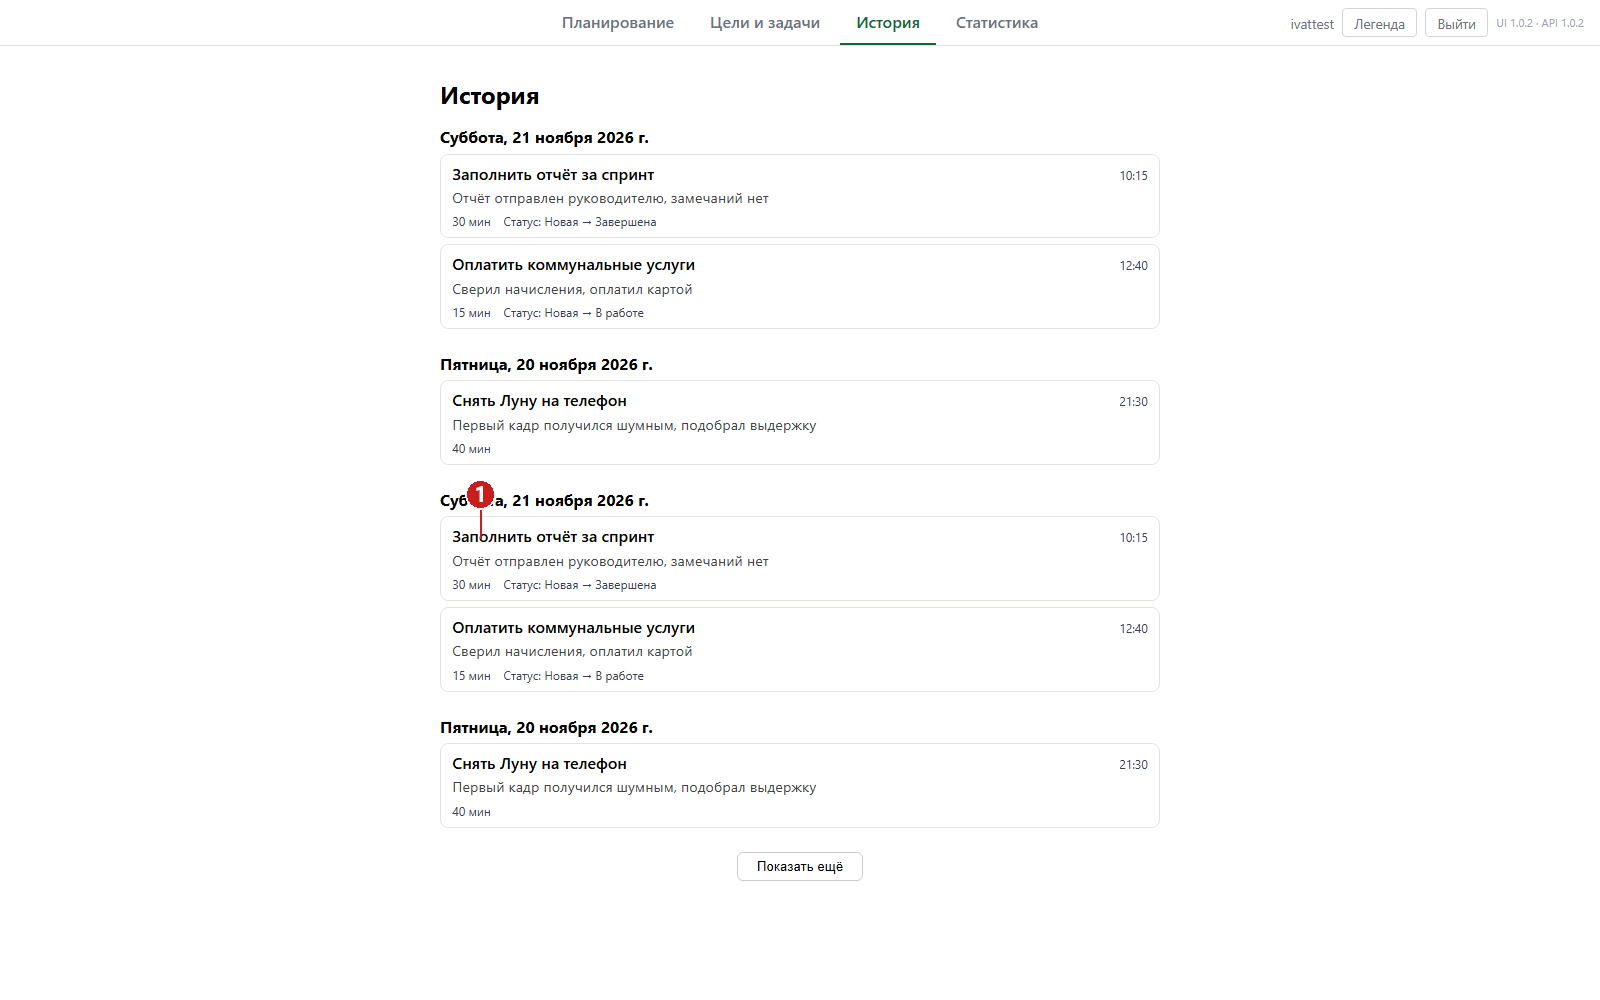 Планирование Цели и задачи История Статистика ivattest Легенда Выйти UI 1.0.2 · API 1.0.2
История
Суббота, 21 ноября 2026 г.
Заполнить отчёт за спринт 10:15
Отчёт отправлен руководителю, замечаний нет
30 мин Статус: Новая → Завершена
Оплатить коммунальные услуги 12:40
Сверил начисления, оплатил картой
15 мин Статус: Новая → В работе
Пятница, 20 ноября 2026 г.
Снять Луну на телефон 21:30
Первый кадр получился шумным, подобрал выдержку
40 мин
1
21 ноября 2026 г.
Заполнить отчёт за спринт 10:15
Отчёт отправлен руководителю, замечаний нет
30 мин Статус: Новая → Завершена
Оплатить коммунальные услуги 12:40
Сверил начисления, оплатил картой
15 мин Статус: Новая → В работе
Пятница, 20 ноября 2026 г.
Снять Луну на телефон 21:30
Первый кадр получился шумным, подобрал выдержку
40 мин
Показать ещё